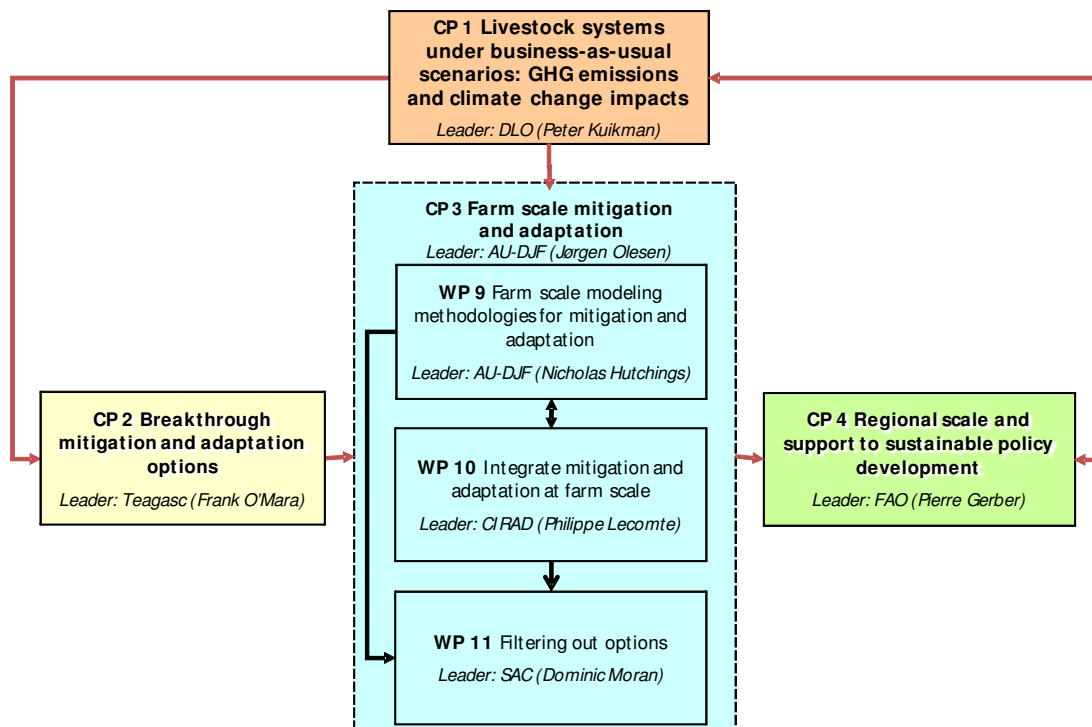 CP 1 Livestock systems
under business-as-usual
scenarios: GHG emissions
and climate change impacts
Leader: DLO (Peter Kuikman)
CP 3 Farm scale mitigation
and adaptation
Leader: AU-DJF (Jørgen Olesen)
WP 9 Farm scale modeling
methodologies for mitigation and
adaptation
Leader: AU-DJF (Nicholas Hutchings)
CP 2 Breakthrough
mitigation and adaptation
options
Leader: Teagasc (Frank O'Mara)
WP 10 Integrate mitigation and
adaptation at farm scale
Leader: CIRAD (Philippe Lecomte)
CP 4 Regional scale and
support to sustainable policy
development
Leader: FAO (Pierre Gerber)
WP 11 Filtering out options
Leader: SAC (Dominic Moran)